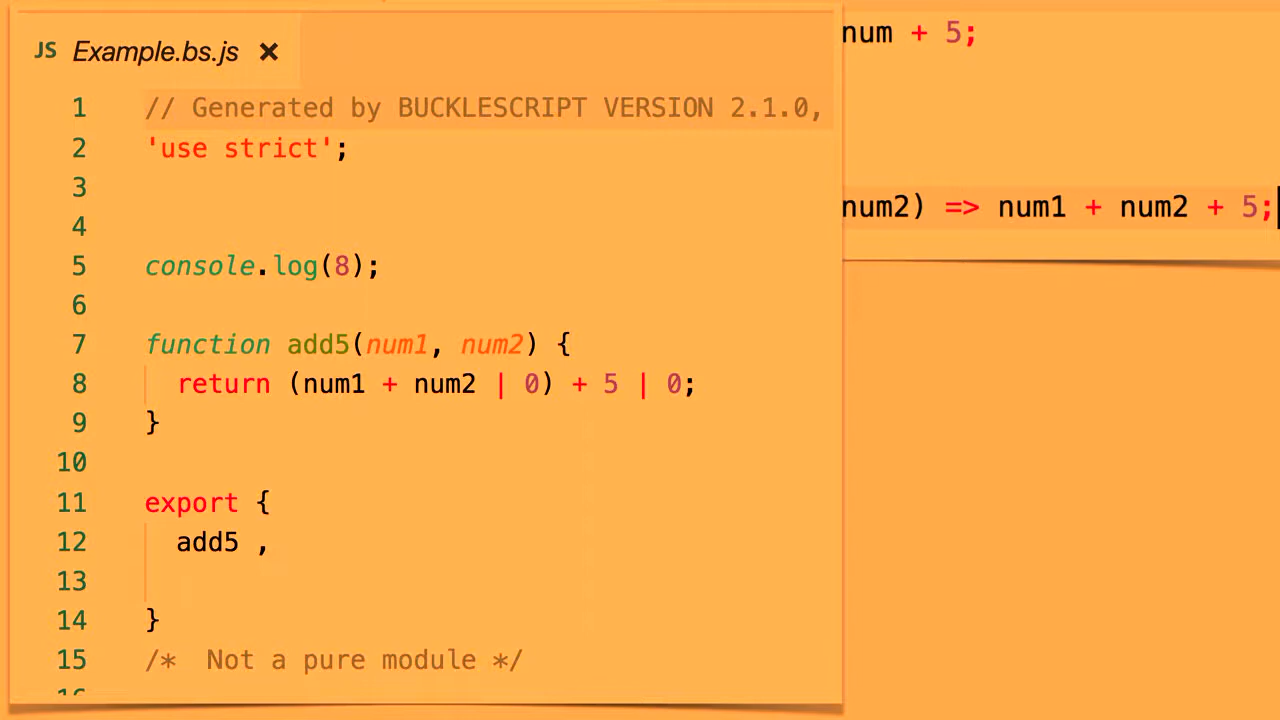 JS Example.bs.js ×
1 // Generated by BUCKLESCRIPT VERSION 2.1.0,
2 'use strict';
3
4
5 console.log(8);
6
7 function add5(num1, num2) {
8 return (num1 + num2 | 0) + 5 | 0;
9 }
10
11 export {
12 add5 ,
13
14 }
15 /* Not a pure module */
num + 5;
num2) => num1 + num2 + 5;